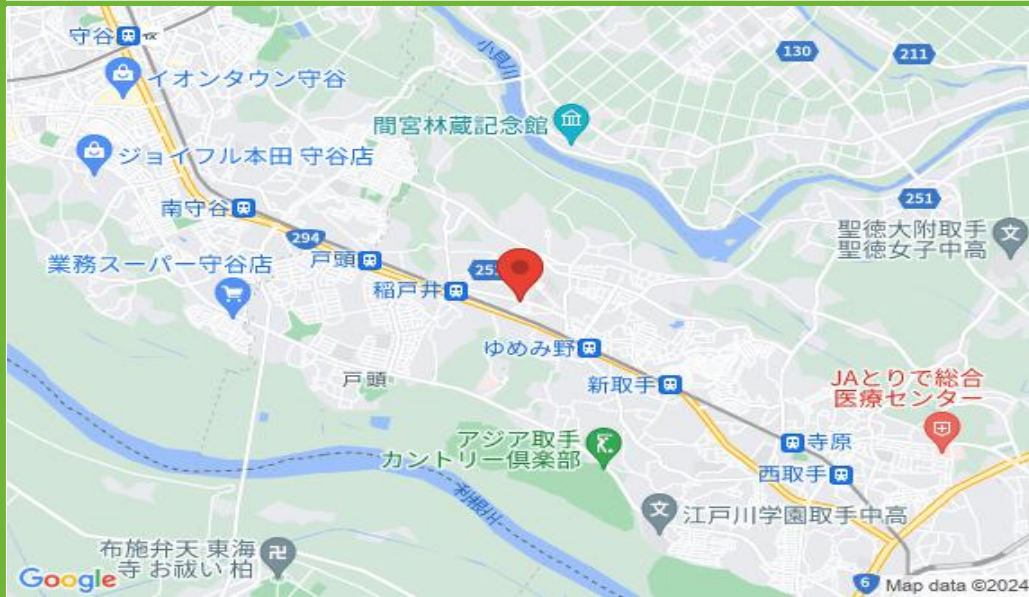 守谷
TX
イオンタウン守谷
130
211
小貝川
間宮林蔵記念館
ジョイフル本田 守谷店
251
南守谷
294
聖徳大附取手
聖徳女子中高
業務スーパー守谷店
戸頭
251
稲戸井
ゆめみ野
戸頭
新取手
JAとりで総合
医療センター
アジア取手
カントリー倶楽部
寺原
西取手
利根川
江戸川学園取手中高
布施弁天 東海
寺 お祓い 柏
Google
6
Map data ©2024